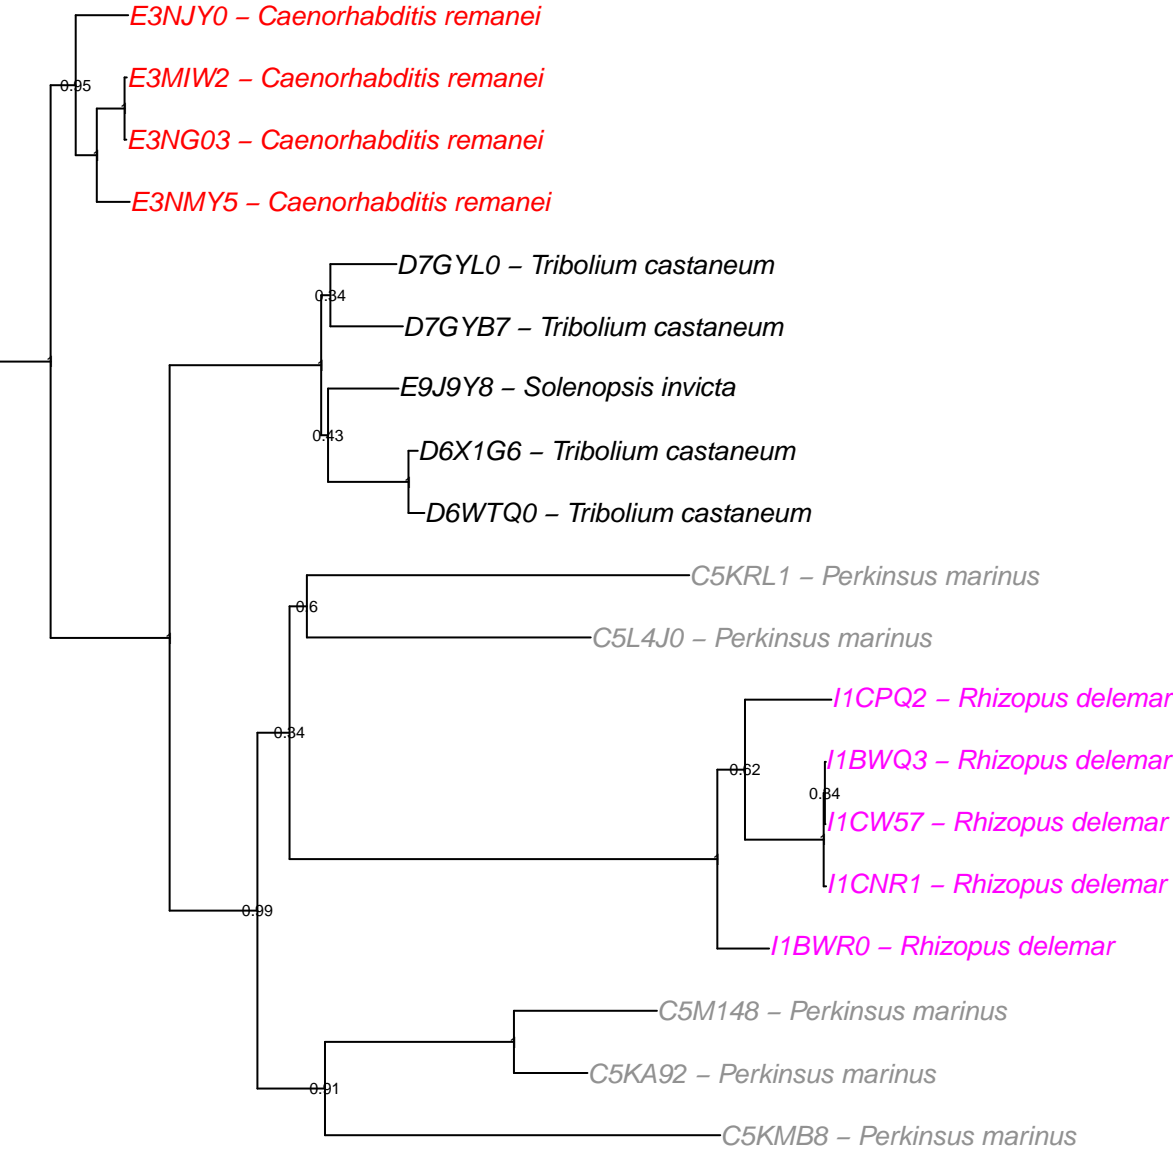 E3NJY0 – Caenorhabditis remanei
E3MIW2 – Caenorhabditis remanei
0.95
E3NG03 – Caenorhabditis remanei
E3NMY5 – Caenorhabditis remanei
D7GYL0 – Tribolium castaneum
0.84
D7GYB7 – Tribolium castaneum
E9J9Y8 – Solenopsis invicta
0.43
D6X1G6 – Tribolium castaneum
D6WTQ0 – Tribolium castaneum
C5KRL1 – Perkinsus marinus
0.6
C5L4J0 – Perkinsus marinus
I1CPQ2 – Rhizopus delemar
0.84
I1BWQ3 – Rhizopus delemar
0.62
0.84
I1CW57 – Rhizopus delemar
I1CNR1 – Rhizopus delemar
0.99
I1BWR0 – Rhizopus delemar
C5M148 – Perkinsus marinus
C5KA92 – Perkinsus marinus
0.91
C5KMB8 – Perkinsus marinus